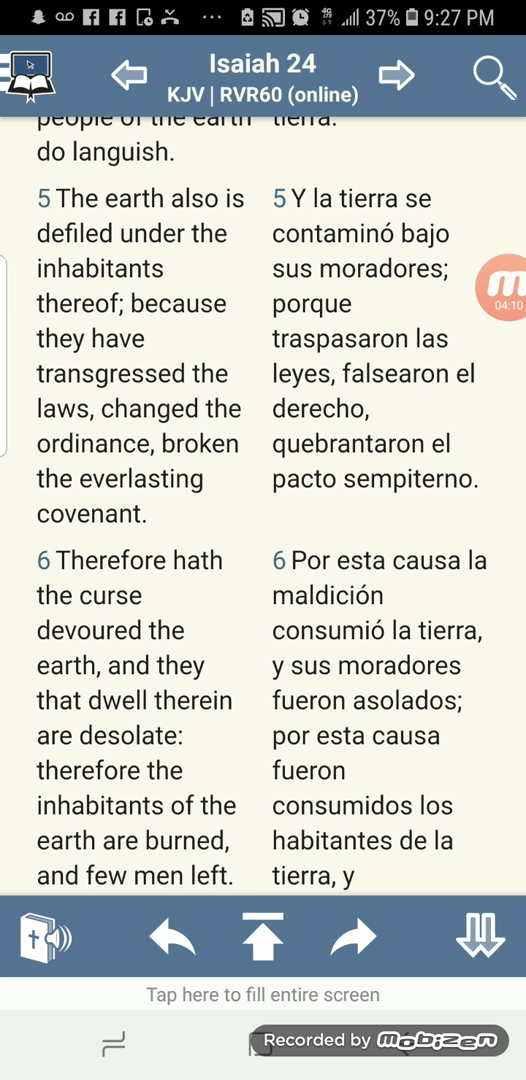 37% 9:27 PM
Isaiah 24
KJV | RVR60 (online)
people of the earth
do languish.
5 The earth also is
defiled under the
inhabitants
thereof; because
they have
transgressed the
laws, changed the
ordinance, broken
the everlasting
covenant.
6 Therefore hath
the curse
devoured the
earth, and they
that dwell therein
are desolate:
therefore the
inhabitants of the
earth are burned,
and few men left.
tierra.
5 Y la tierra se
contaminó bajo
sus moradores;
porque
traspasaron las
leyes, falsearon el
derecho,
quebrantaron el
pacto sempiterno.
6 Por esta causa la
maldición
consumió la tierra,
y sus moradores
fueron asolados;
por esta causa
fueron
consumidos los
habitantes de la
tierra, y
04:10
Tap here to fill entire screen
Recorded by mobizen